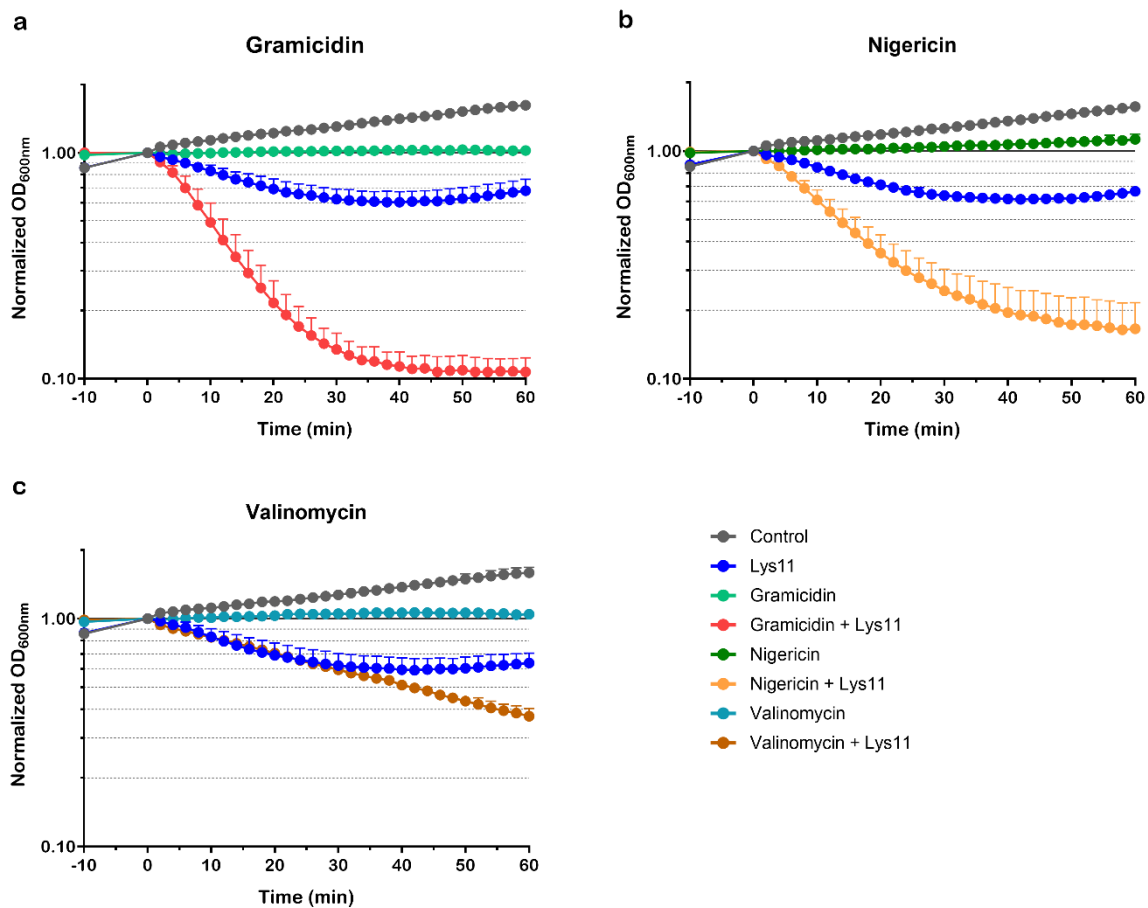 a
Gramicidin
Normalized OD600nm
1.00
0.10
-10 0 10 20 30 40 50 60
Time (min)
b
Nigericin
Normalized OD600nm
1.00
0.10
-10 0 10 20 30 40 50 60
Time (min)
c
Valinomycin
Normalized OD600nm
1.00
0.10
-10 0 10 20 30 40 50 60
Time (min)
Control
Lys11
Gramicidin
Gramicidin + Lys11
Nigericin
Nigericin + Lys11
Valinomycin
Valinomycin + Lys11